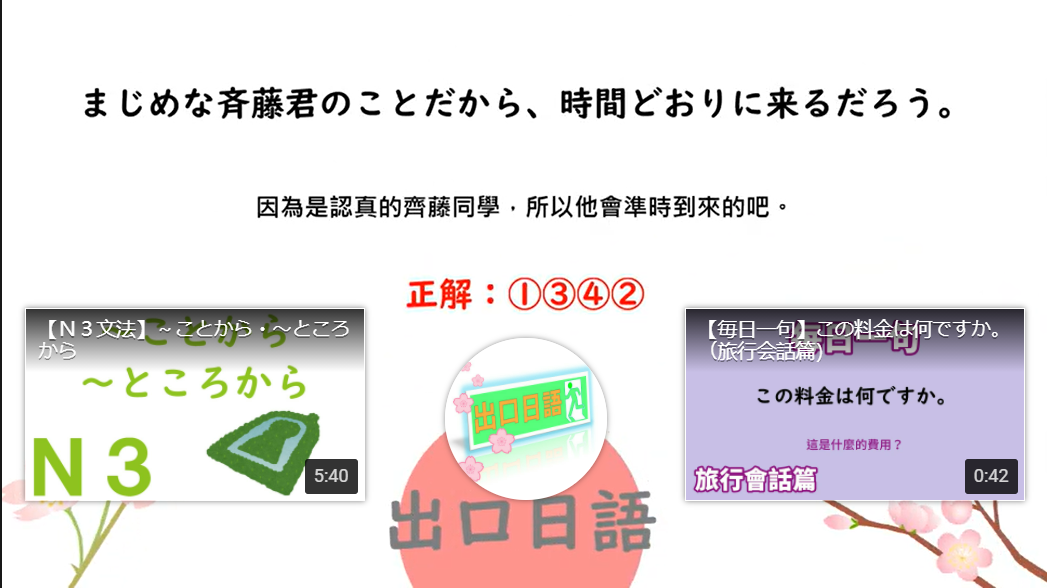 まじめな斉藤君のことだから、時間どおりに来るだろう。
因為是認真的齊藤同學，所以他會準時到來的吧。
正解：①③④②
【Ｎ３文法】～ことから・～ところ
から
ことから
～ところから
N3
5:40
出口日語
出口日語
【毎日一句】この料金は何ですか。
（旅行会話篇）
毎日一句
この料金は何ですか。
這是什麼的費用？
旅行會話篇
0:42